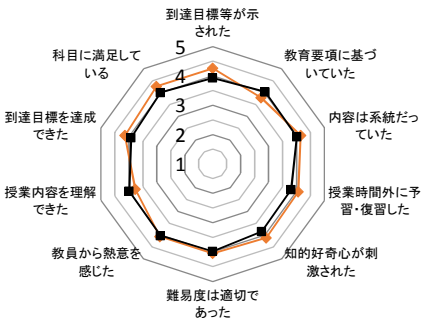 到達目標等が示
された
教育要項に基づ
いていた
内容は系統だっ
ていた
授業時間外に予
習・復習した
知的好奇心が刺
激された
難易度は適切で
あった
教員から熱意を
感じた
授業内容を理解
できた
到達目標を達成
できた
科目に満足して
いる
5
4
3
2
1